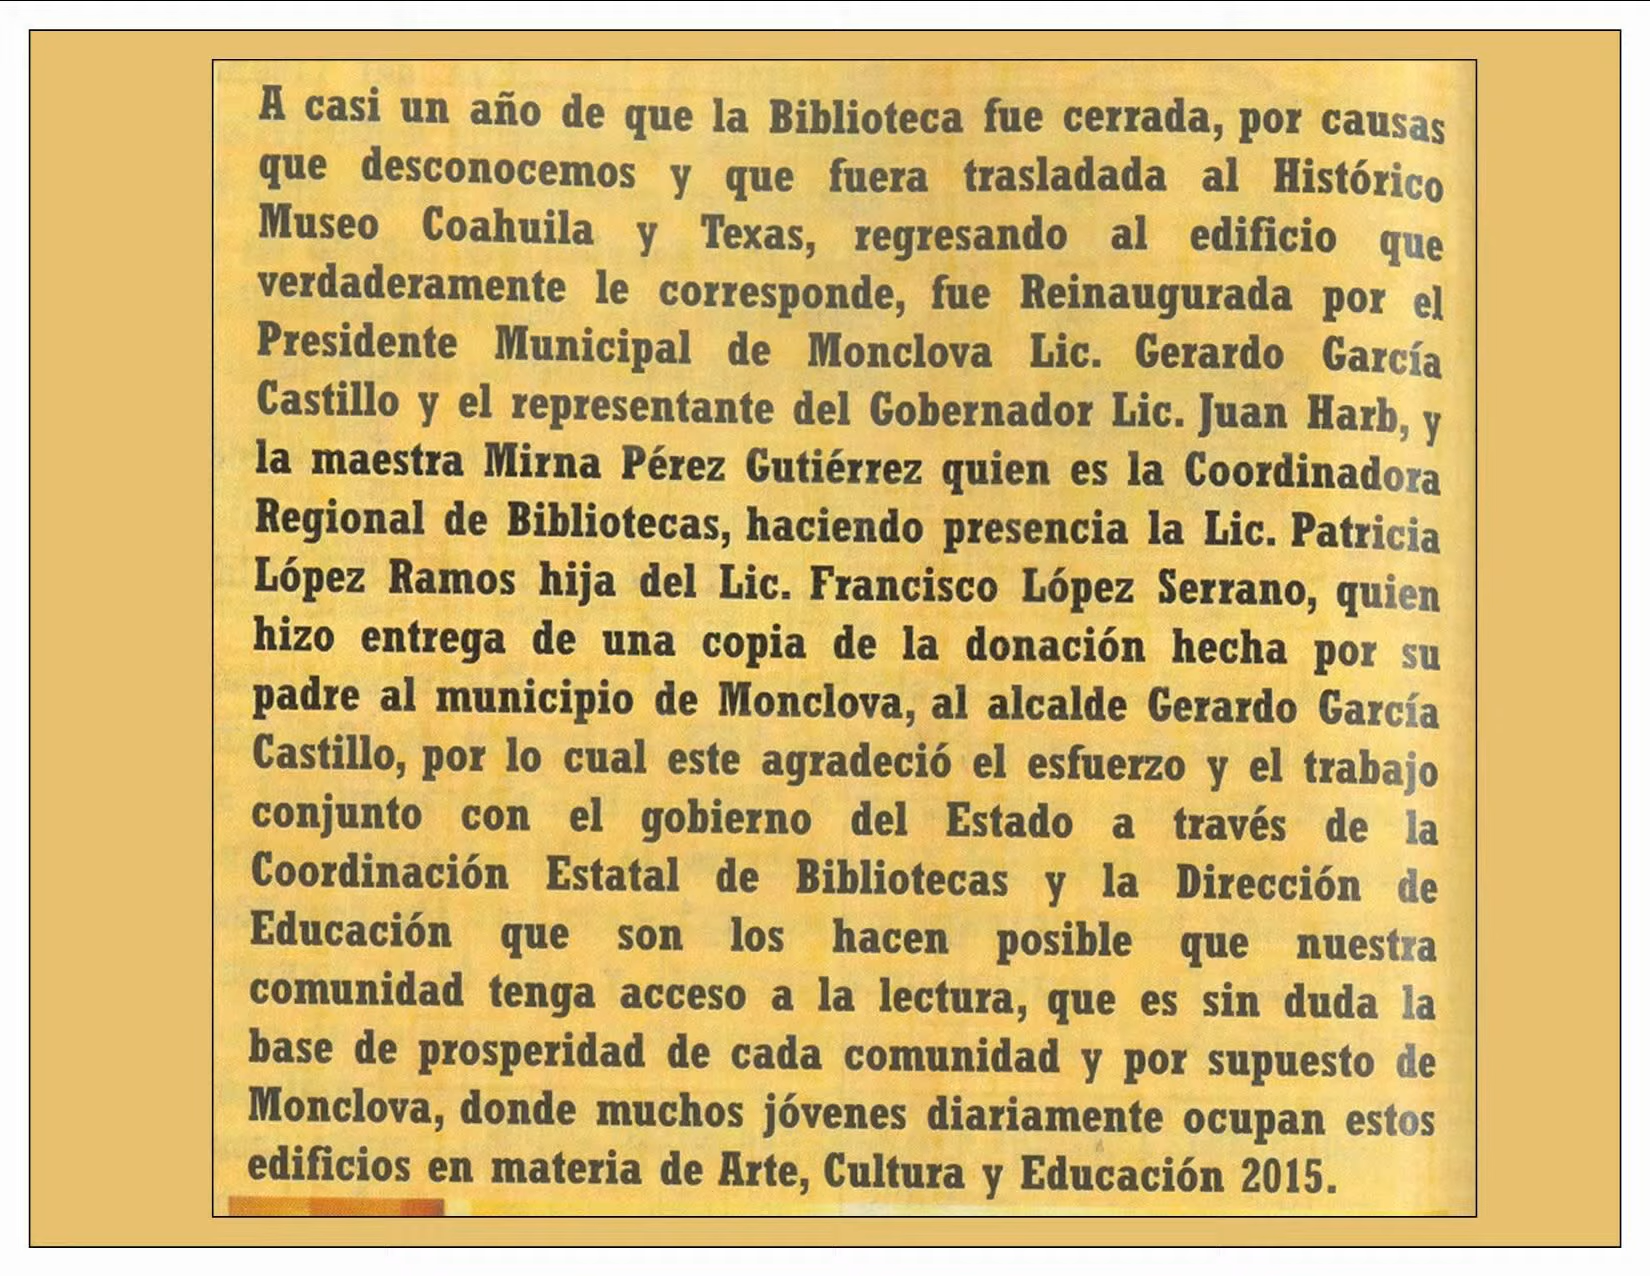 A casi un año de que la Biblioteca fue cerrada, por causas
que desconocemos y que fuera trasladada al Histórico
Museo Coahuila y Texas, regresando al edificio que
verdaderamente le corresponde, fue Reinaugurada por el
Presidente Municipal de Monclova Lic. Gerardo García
Castillo y el representante del Gobernador Lic. Juan Harb, y
la maestra Mirna Pérez Gutiérrez quien es la Coordinadora
Regional de Bibliotecas, haciendo presencia la Lic. Patricia
López Ramos hija del Lic. Francisco López Serrano, quien
hizo entrega de una copia de la donación hecha por su
padre al municipio de Monclova, al alcalde Gerardo García
Castillo, por lo cual este agradeció el esfuerzo y el trabajo
conjunto con el gobierno del Estado a través de la
Coordinación Estatal de Bibliotecas y la Dirección de
Educación que son los hacen posible que nuestra
comunidad tenga acceso a la lectura, que es sin duda la
base de prosperidad de cada comunidad y por supuesto de
Monclova, donde muchos jóvenes diariamente ocupan estos
edificios en materia de Arte, Cultura y Educación 2015.